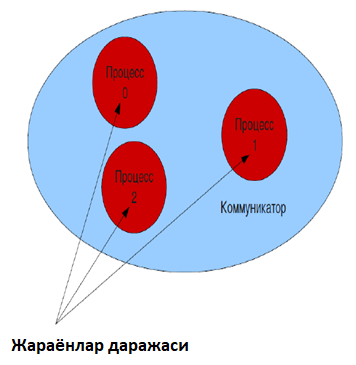 Процесс
0
Процесс
1
Процесс
2
Коммуникатор
Жараёнлар даражаси